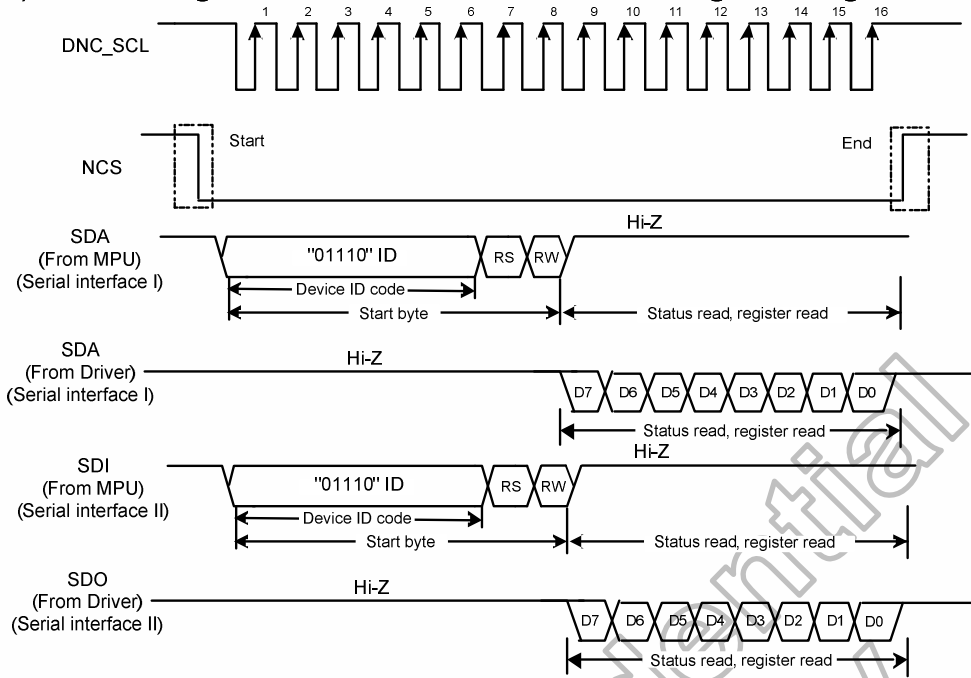 1 2 3 4 5 6 7 8 9 10 11 12 13 14 15 16
DNC_SCL
NCS
Start
End
SDA
(From MPU)
(Serial interface I)
Hi-Z
"01110" ID
RS
RW
Device ID code
Start byte
Status read, register read
SDA
(From Driver)
(Serial interface I)
Hi-Z
D7 D6 D5 D4 D3 D2 D1 D0
Status read, register read
SDI
(From MPU)
(Serial interface II)
Hi-Z
"01110" ID
RS
RW
Device ID code
Start byte
Status read, register read
SDO
(From Driver)
(Serial interface II)
Hi-Z
D7 D6 D5 D4 D3 D2 D1 D0
Status read, register read